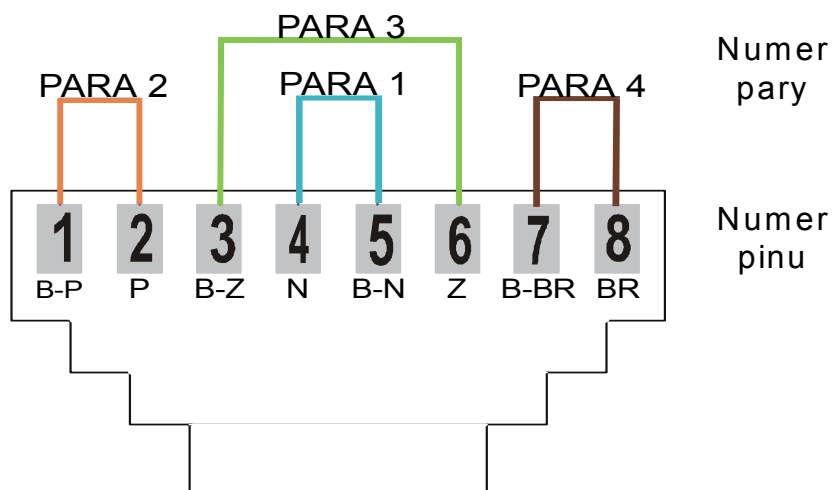 PARA 3
PARA 2 PARA 1 PARA 4
Numer
pary
1 2 3 4 5 6 7 8
B-P P B-Z N B-N Z B-BR BR
Numer
pinu